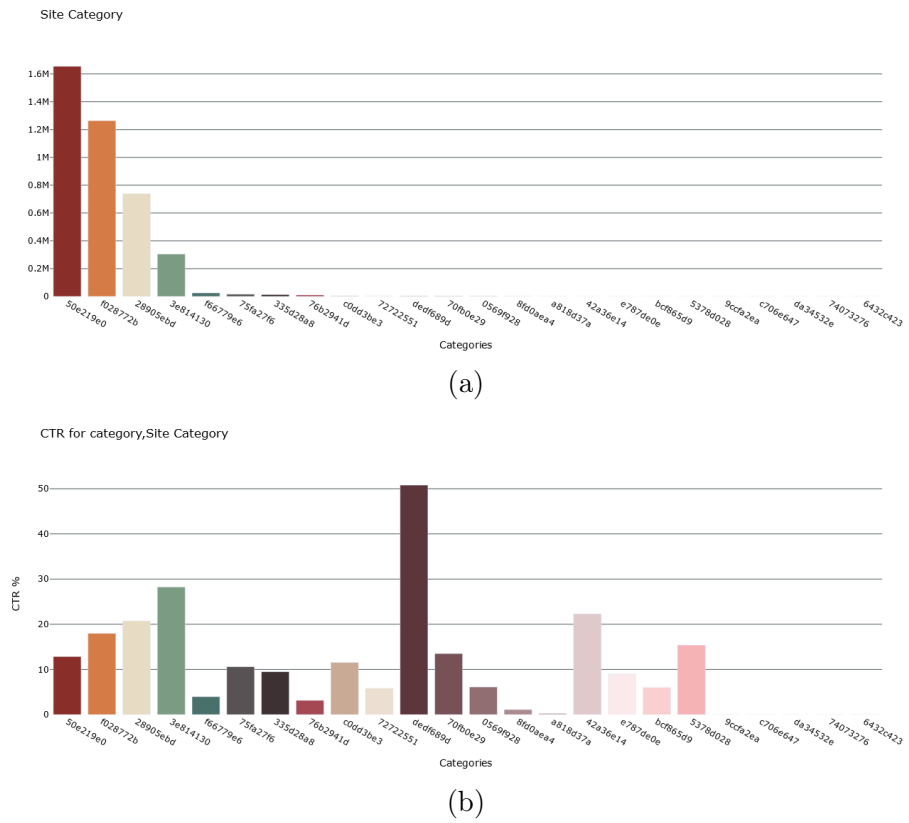 Site Category
1.6M
1.4M
1.2M
1M
0.8M
0.6M
0.4M
0.2M
0
50e219e0 f028772b 28905ebd 3e814130 f66779e6 75fa27f6 335d28a8 76b2941d c0dd3be3 72722551 dedf689d 70fb0e29 0569f928 8fd0aea4 a818d37a 42a36e14 e787de0e bcf865d9 5378d028 9ccfa2ea c706e647 da34532e 74073276 6432c423
Categories
(a)
CTR for category,Site Category
50
40
30
20
10
0
CTR %
50e219e0 f028772b 28905ebd 3e814130 f66779e6 75fa27f6 335d28a8 76b2941d c0dd3be3 72722551 dedf689d 70fb0e29 0569f928 8fd0aea4 a818d37a 42a36e14 e787de0e bcf865d9 5378d028 9ccfa2ea c706e647 da34532e 74073276 6432c423
Categories
(b)